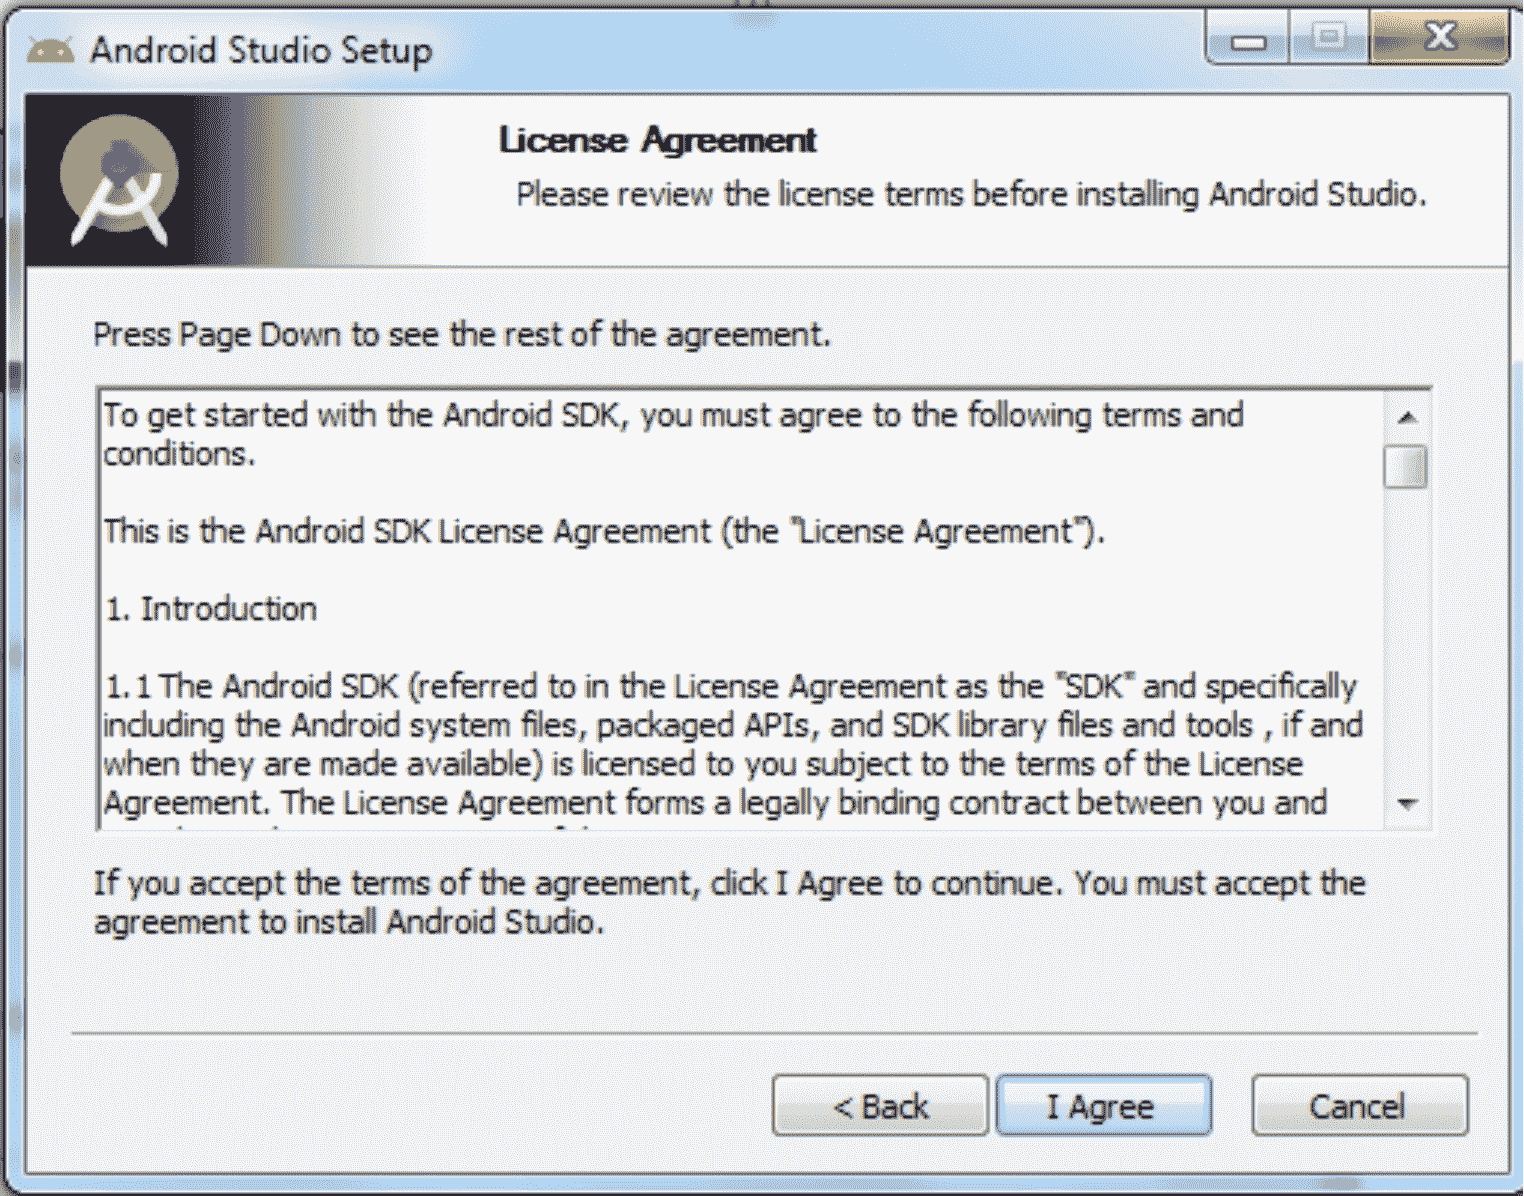 Android Studio Setup
License Agreement
Please review the license terms before installing Android Studio.
Press Page Down to see the rest of the agreement.
To get started with the Android SDK, you must agree to the following terms and
conditions.
This is the Android SDK License Agreement (the "License Agreement").
1. Introduction
1.1 The Android SDK (referred to in the License Agreement as the "SDK" and specifically
including the Android system files, packaged APIs, and SDK library files and tools , if and
when they are made available) is licensed to you subject to the terms of the License
Agreement. The License Agreement forms a legally binding contract between you and
If you accept the terms of the agreement, click I Agree to continue. You must accept the
agreement to install Android Studio.
< Back
I Agree
Cancel